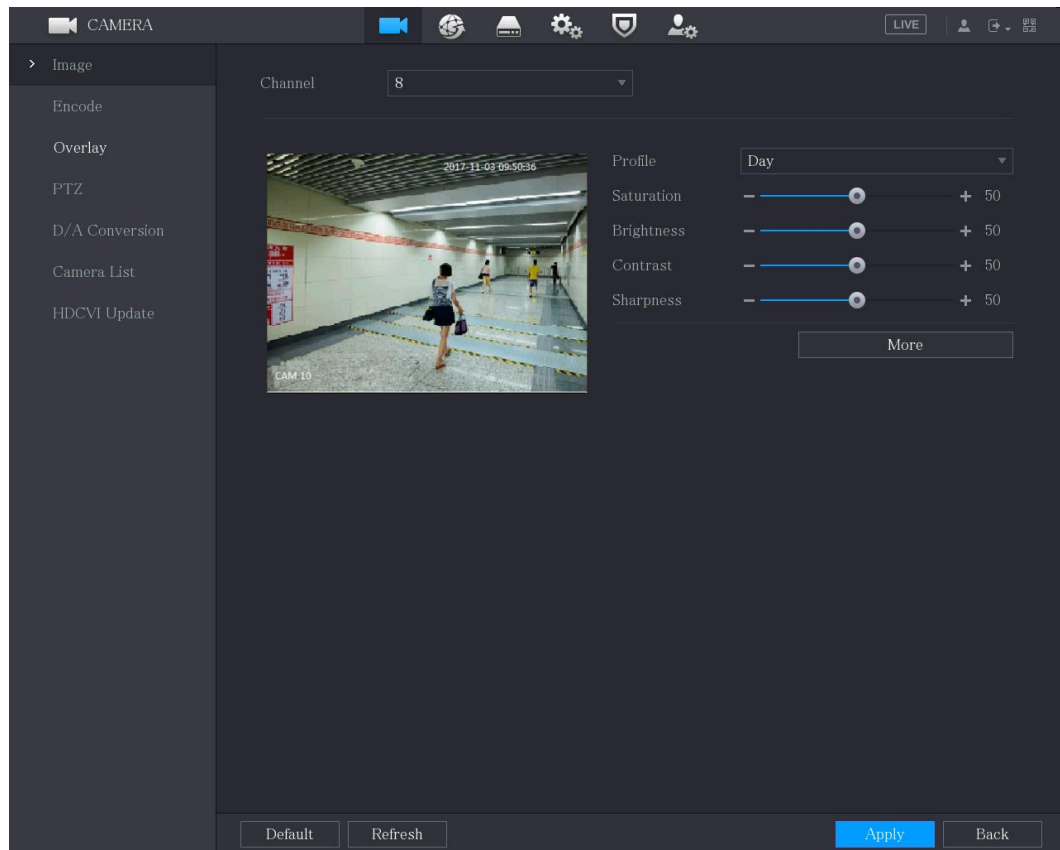 CAMERA
LIVE
Image
Encode
Overlay
PTZ
D/A Conversion
Camera List
HDCVI Update
Channel 8
2017-11-03 09:50:36
CAM 10
Profile Day
Saturation 50
Brightness 50
Contrast 50
Sharpness 50
More
Default Refresh Apply Back